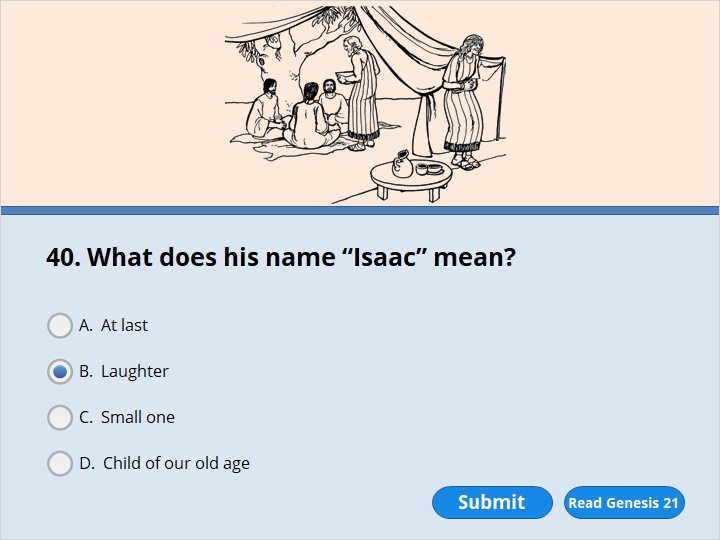 40. What does his name “Isaac” mean?
A. At last
B. Laughter
C. Small one
D. Child of our old age
Submit
Read Genesis 21